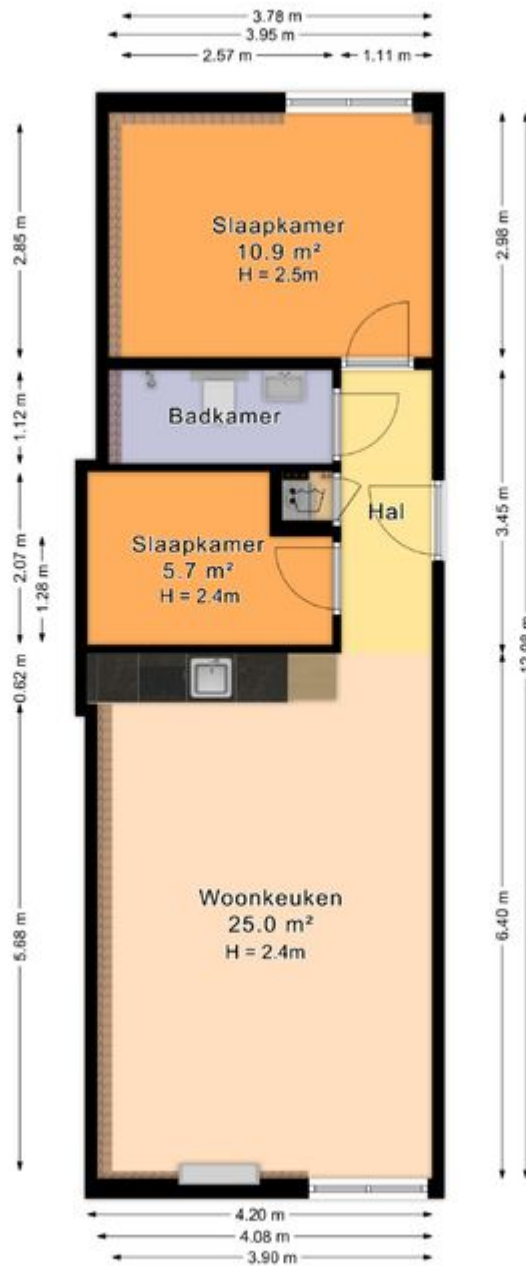 3.78 m
3.95 m
2.57 m
1.11 m
2.85 m
2.98 m
Slaapkamer
10.9 m²
H = 2.5m
1.12 m
Badkamer
3.45 m
2.07 m
1.28 m
Slaapkamer
5.7 m²
H = 2.4m
Hal
0.62 m
5.68 m
Woonkeuken
25.0 m²
H = 2.4m
6.40 m
4.20 m
4.08 m
3.90 m